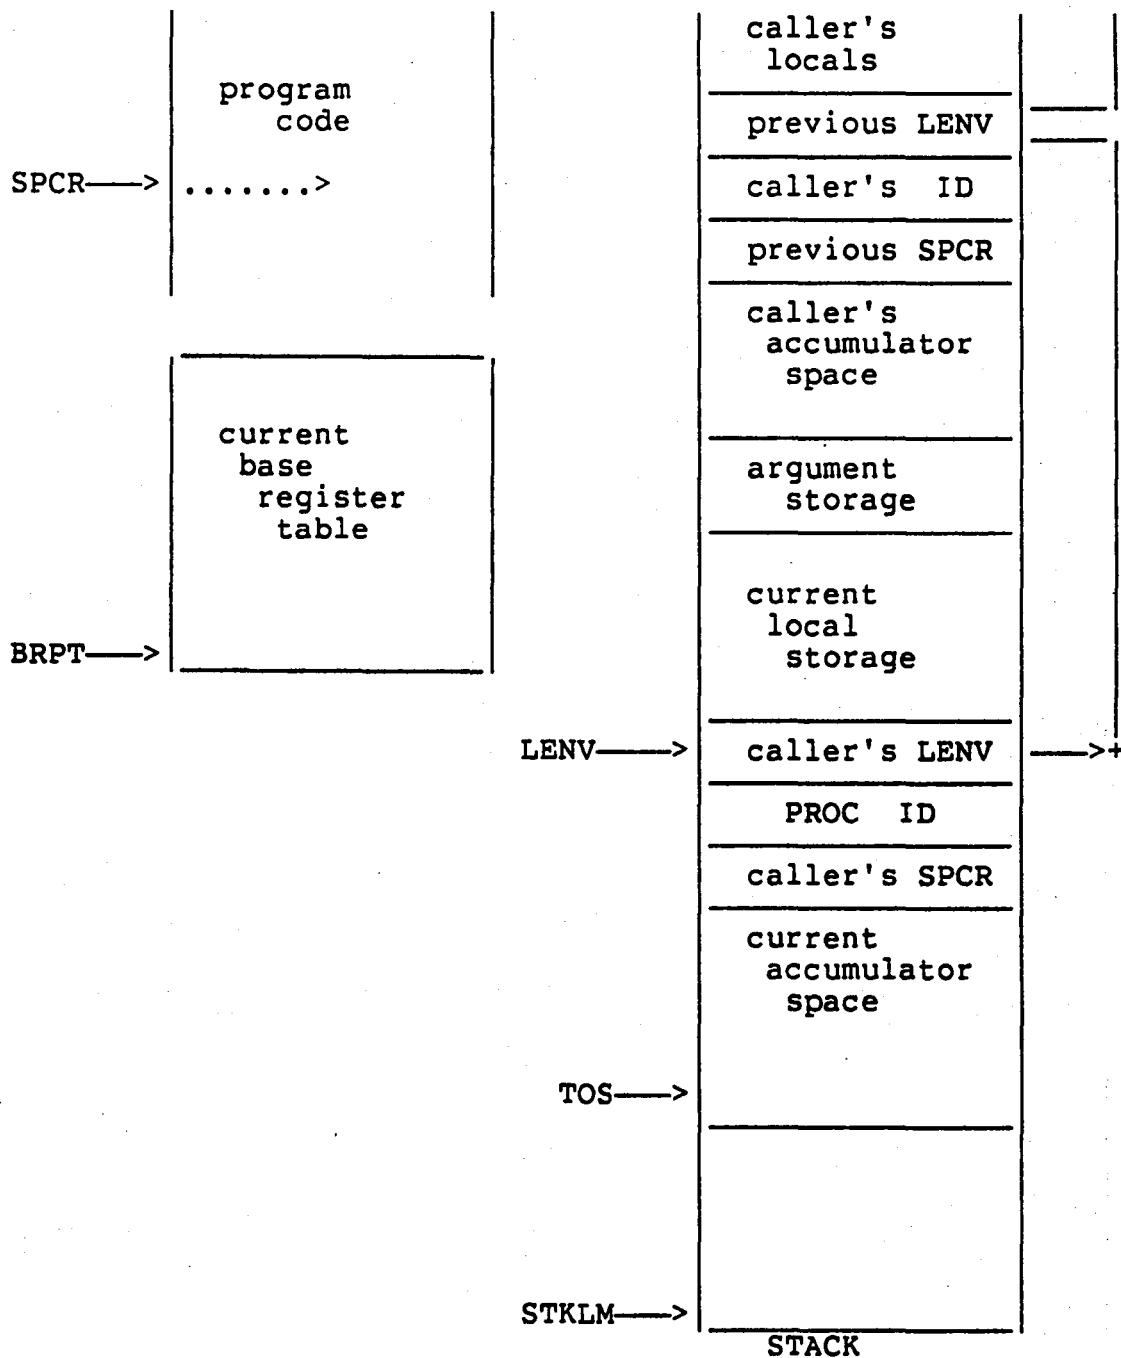 program
code
SPCR——> .......>
current
base
register
table
BRPT——>
caller's
locals
previous LENV
caller's ID
previous SPCR
caller's
accumulator
space
argument
storage
current
local
storage
LENV——> caller's LENV ——>+
PROC ID
caller's SPCR
current
accumulator
space
TOS——>
STKLM——>
STACK